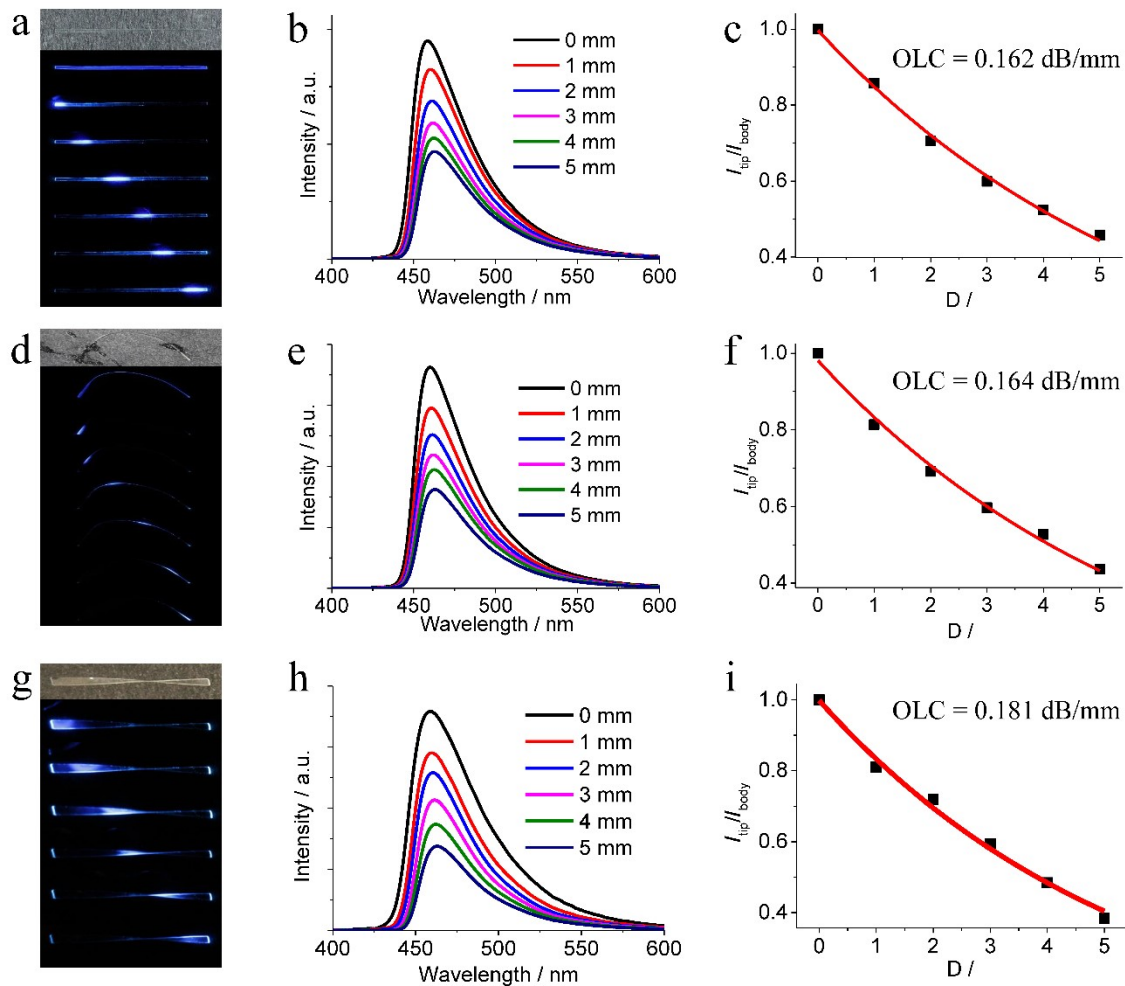 a
b
Intensity / a.u.
0 mm
1 mm
2 mm
3 mm
4 mm
5 mm
400
450
500
550
600
Wavelength / nm
c
OLC = 0.162 dB/mm
Itip/Ibody
1.0
0.8
0.6
0.4
0
1
2
3
4
5
D /
d
e
Intensity / a.u.
0 mm
1 mm
2 mm
3 mm
4 mm
5 mm
400
450
500
550
600
Wavelength / nm
f
OLC = 0.164 dB/mm
Itip/Ibody
1.0
0.8
0.6
0.4
0
1
2
3
4
5
D /
g
h
Intensity / a.u.
0 mm
1 mm
2 mm
3 mm
4 mm
5 mm
400
450
500
550
600
Wavelength / nm
i
OLC = 0.181 dB/mm
Itip/Ibody
1.0
0.8
0.6
0.4
0
1
2
3
4
5
D /